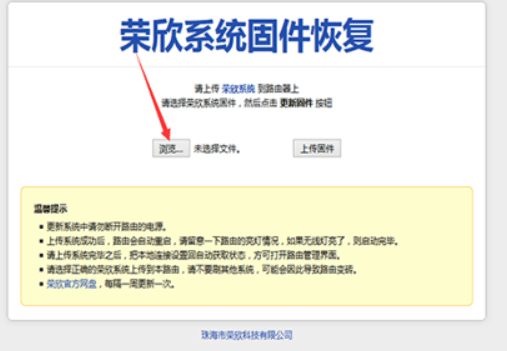 荣欣系统固件恢复
请上传 荣欣系统 到路由器上
请选择荣欣系统固件，然后点击 更新固件 按钮
浏览... 未选择文件。 上传固件
温馨提示
更新系统中请勿断开路由的电源。
上传系统成功后，路由会自动重启，请留意一下路由的亮灯情况，如果无线灯亮了，则启动完毕。
请上传系统完毕之后，把本地连接设置回自动获取状态，方可打开路由管理界面。
请选择正确的荣欣系统上传到本路由，请不要刷其他系统，可能会因此导致路由变砖。
荣欣官方网盘，每隔一周更新一次。
珠海市荣欣科技有限公司